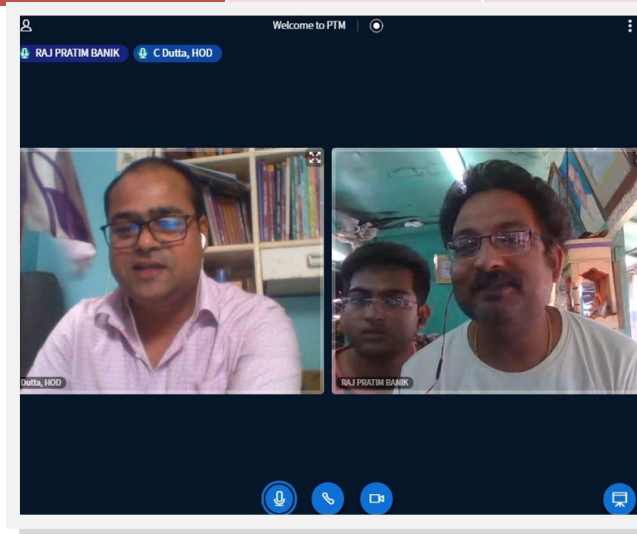 Welcome to PTM
RAJ PRATIM BANIK
C Dutta, HOD
Dutta, HOD
RAJ PRATIM BANIK